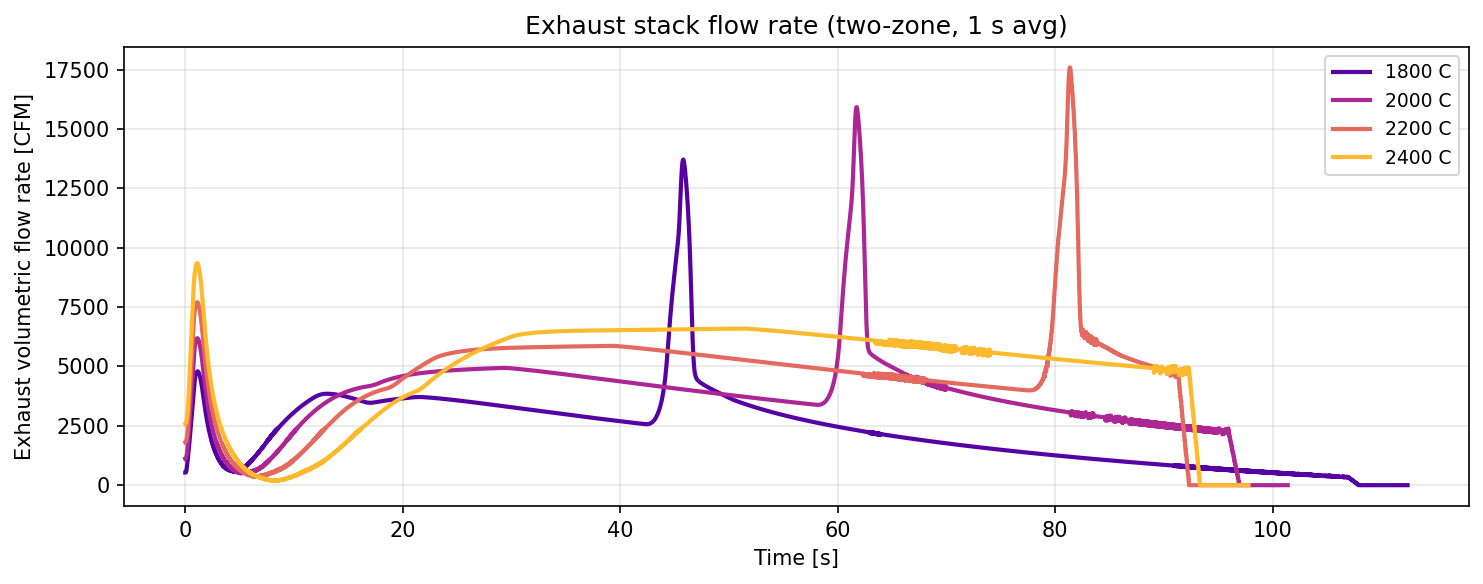 Exhaust stack flow rate (two-zone, 1 s avg)
Exhaust volumetric flow rate [CFM]
17500
15000
12500
10000
7500
5000
2500
0
1800 C
2000 C
2200 C
2400 C
0 20 40 60 80 100
Time [s]